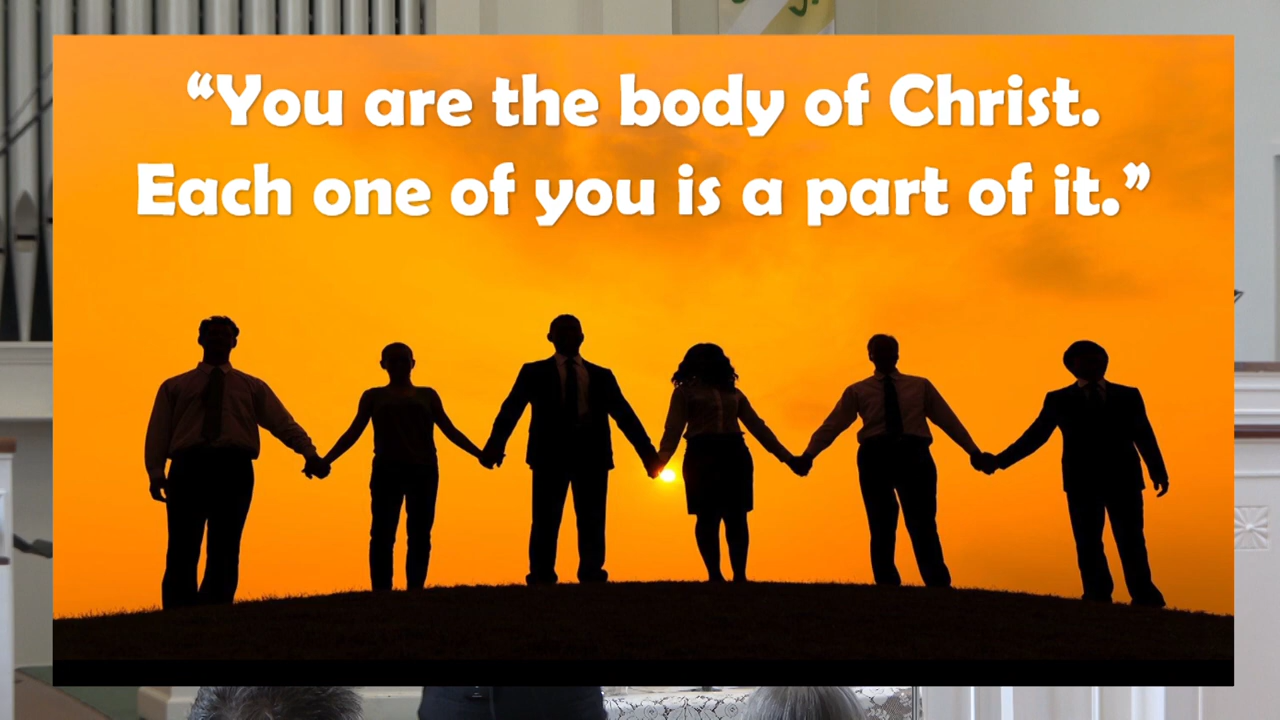 “You are the body of Christ.
Each one of you is a part of it.”